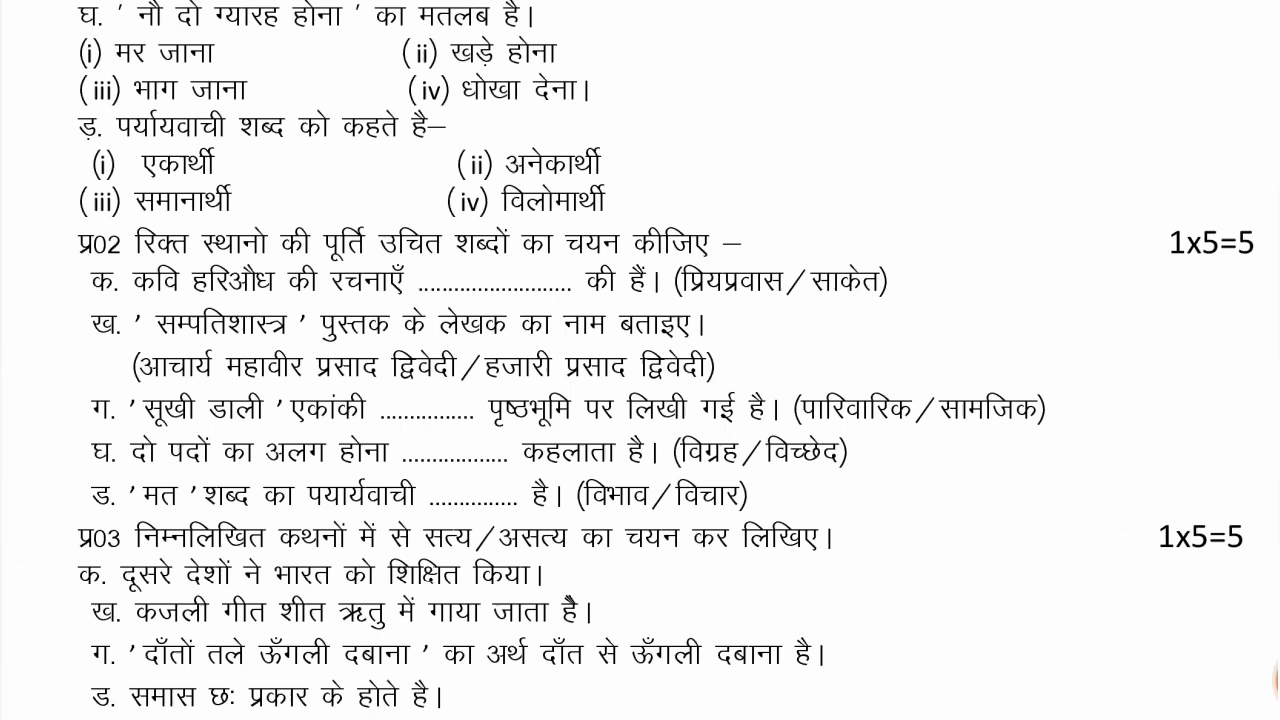 घ. ' नौ दो ग्यारह होना ' का मतलब है।
(i) मर जाना (ii) खड़े होना
(iii) भाग जाना (iv) धोखा देना।
ड़. पर्यायवाची शब्द को कहते है–
(i) एकार्थी (ii) अनेकार्थी
(iii) समानार्थी (iv) विलोमार्थी
प्र02 रिक्त स्थानो की पूर्ति उचित शब्दों का चयन कीजिए – 1x5=5
क. कवि हरिऔध की रचनाएँ .......................... की हैं। (प्रियप्रवास/साकेत)
ख. ' सम्पतिशास्त्र ' पुस्तक के लेखक का नाम बताइए।
(आचार्य महावीर प्रसाद द्विवेदी/हजारी प्रसाद द्विवेदी)
ग. 'सूखी डाली 'एकांकी ................ पृष्ठभूमि पर लिखी गई है। (पारिवारिक/सामजिक)
घ. दो पदों का अलग होना .................. कहलाता है। (विग्रह/विच्छेद)
ड. 'मत 'शब्द का पयार्यवाची ............... है। (विभाव/विचार)
प्र03 निम्नलिखित कथनों में से सत्य/असत्य का चयन कर लिखिए। 1x5=5
क. दूसरे देशों ने भारत को शिक्षित किया।
ख. कजली गीत शीत ऋतु में गाया जाता है।
ग. 'दाँतों तले ऊँगली दबाना ' का अर्थ दाँत से ऊँगली दबाना है।
ड. समास छः प्रकार के होते है।